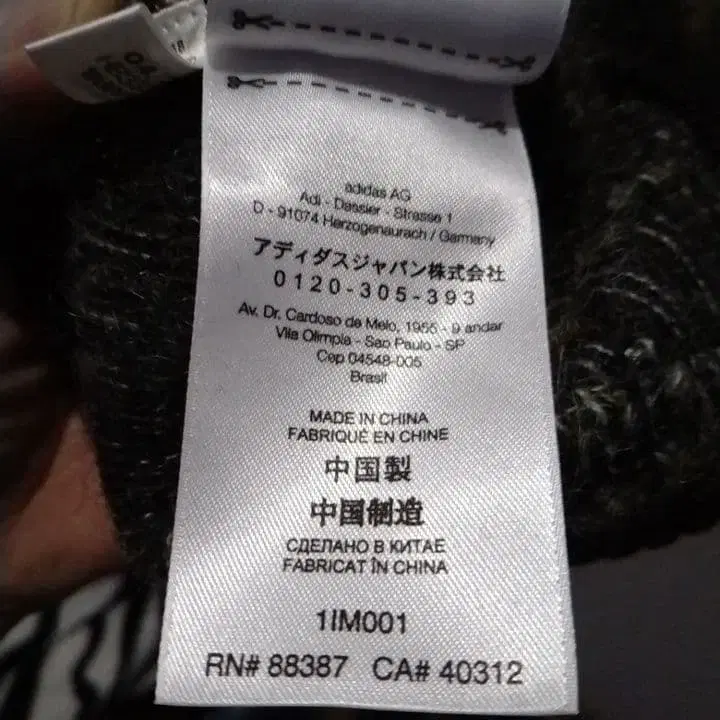 adidas AG
Adi - Dassler - Strasse 1
D - 91074 Herzogenaurach / Germany
アディダスジャパン株式会社
0120-305-393
Av. Dr. Cardoso de Melo, 1955 - 9 andar
Vila Olimpia - Sao Paulo - SP
Cep 04548-005
Brasil
MADE IN CHINA
FABRIQUÉ EN CHINE
中国製
中国制造
СДЕЛАНО В КИТАЕ
FABRICAT ÎN CHINA
1IM001
RN# 88387 CA# 40312